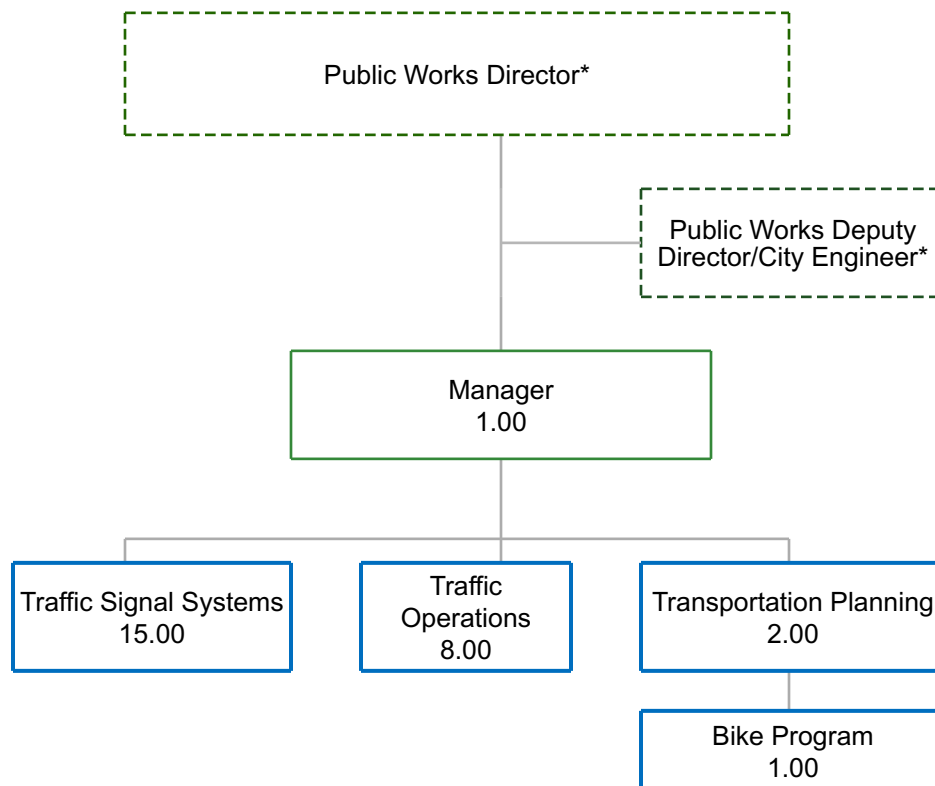 Public Works Director*
Public Works Deputy
Director/City Engineer*
Manager
1.00
Traffic Signal Systems
15.00
Traffic
Operations
8.00
Transportation Planning
2.00
Bike Program
1.00